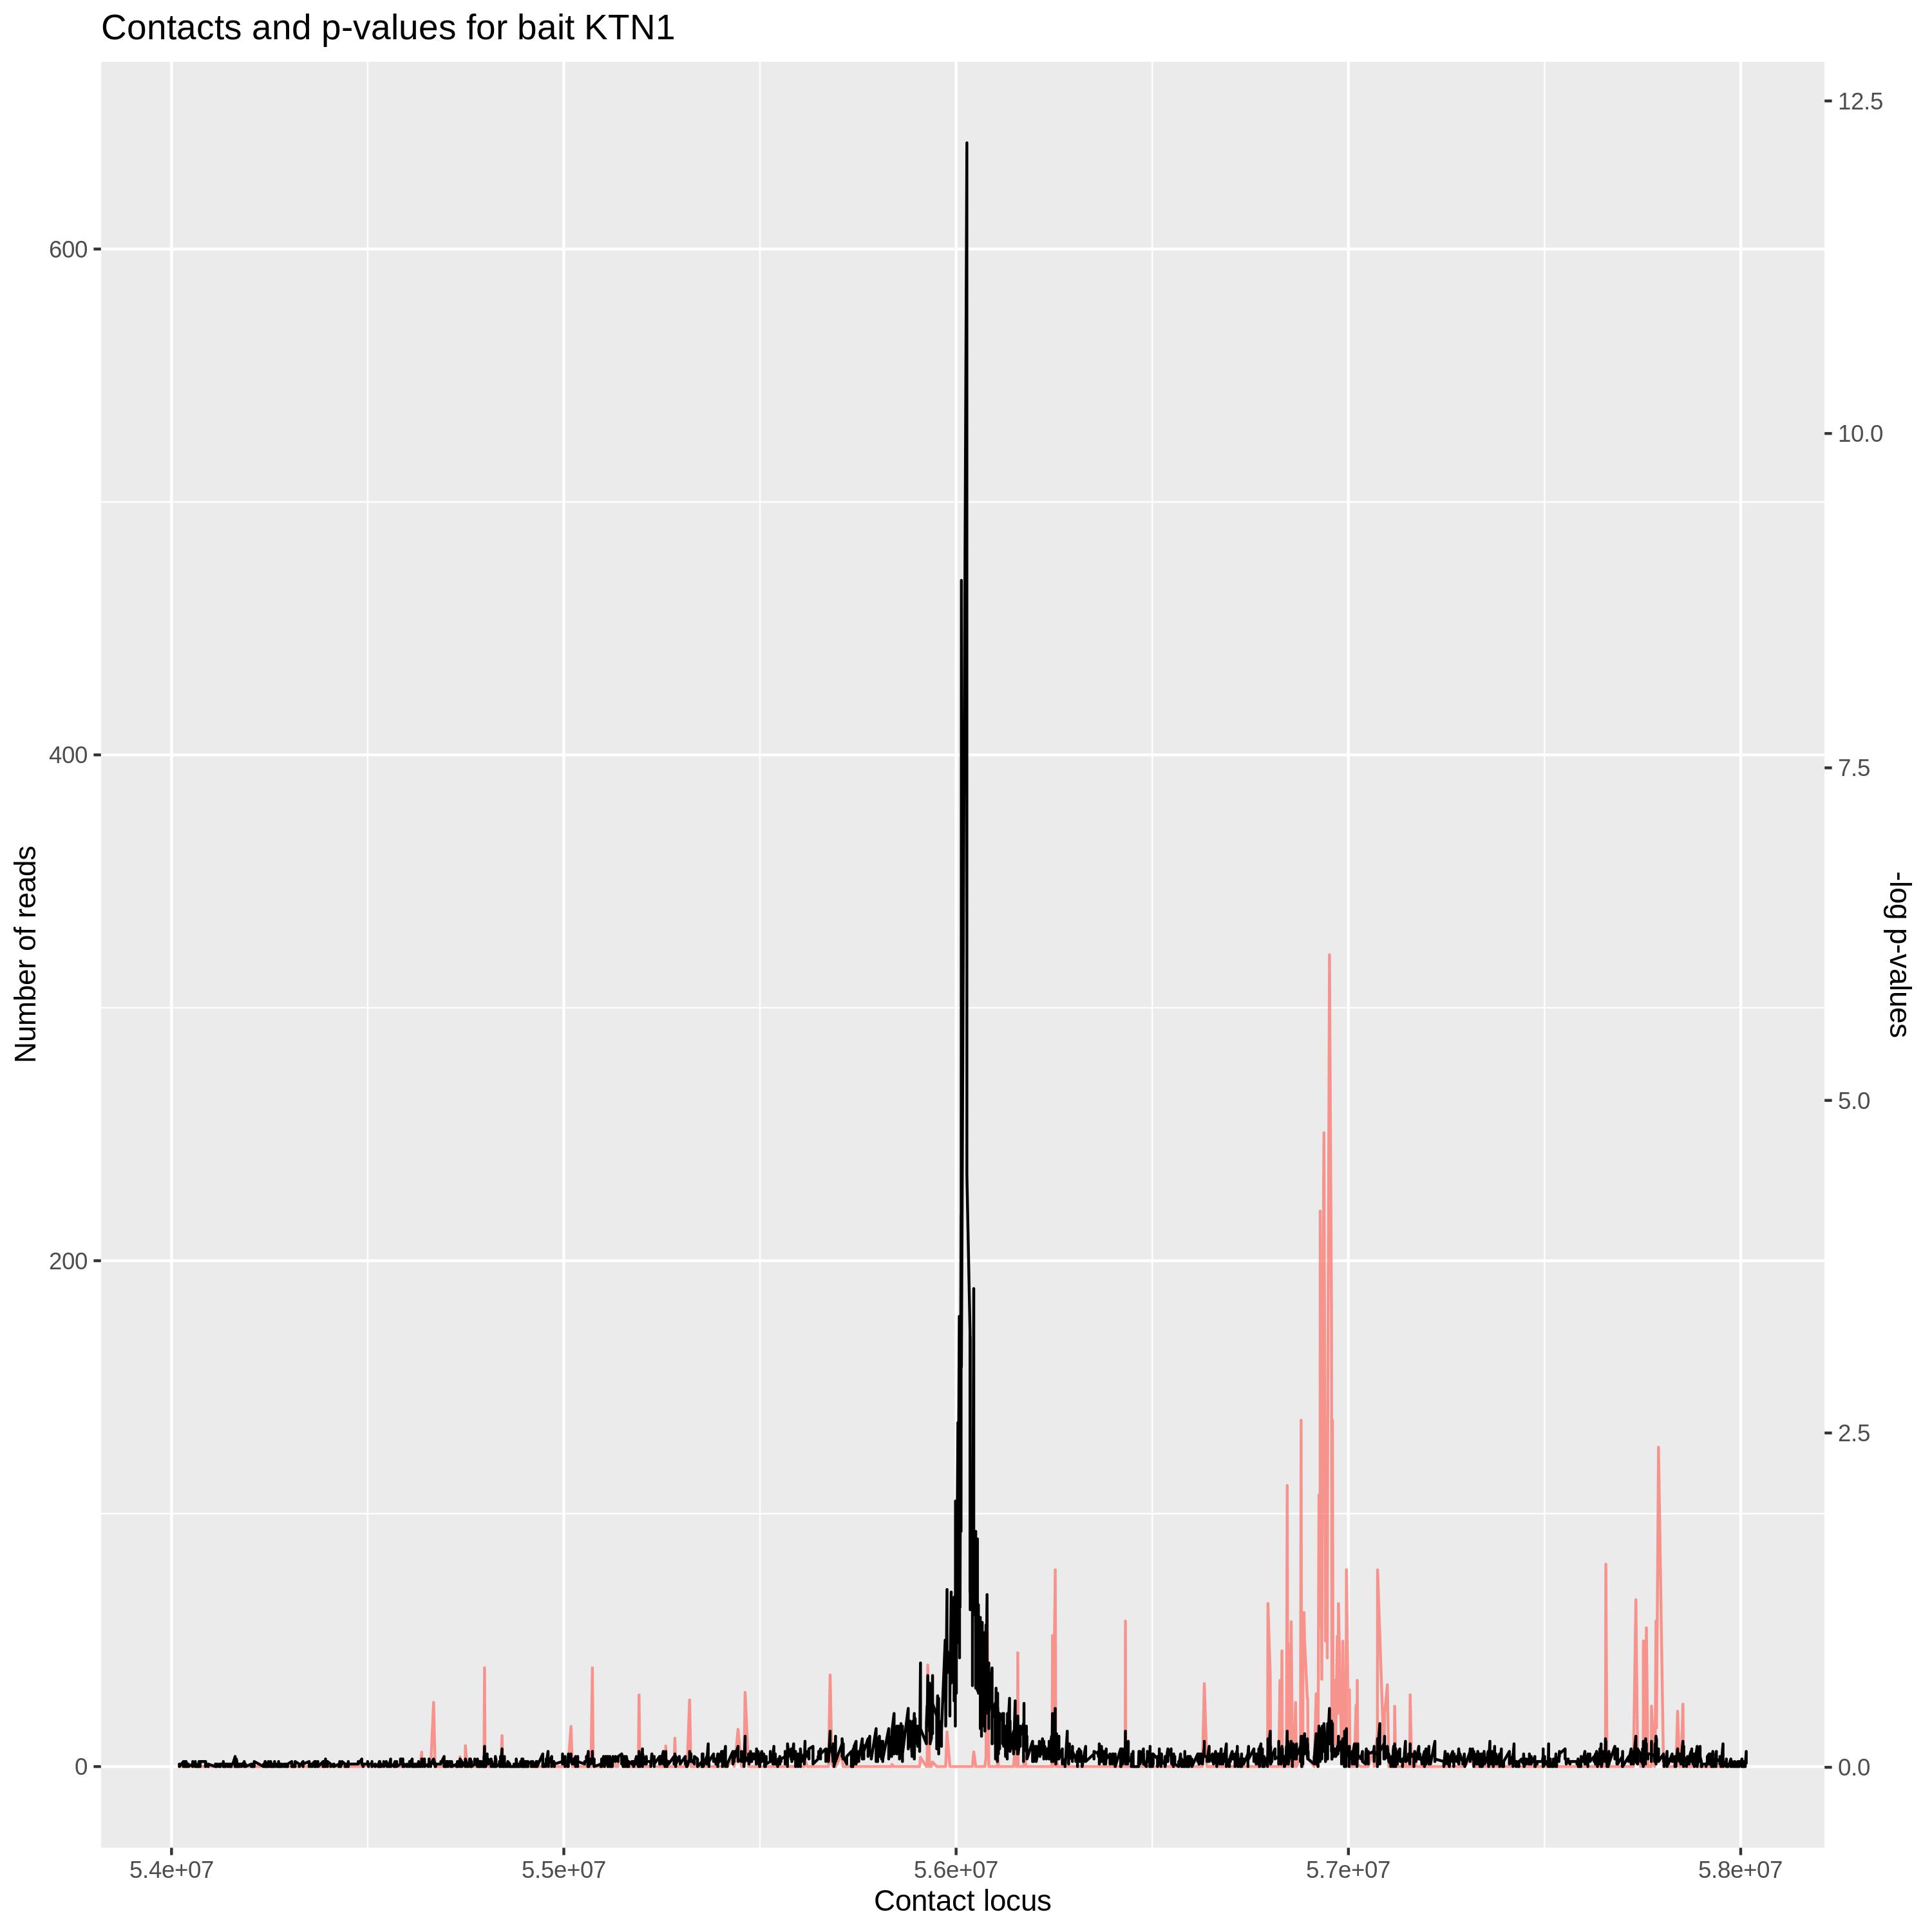 Contacts and p-values for bait KTN1
12.5
600
10.0
400
7.5
Number of reads
-log p-values
5.0
200
2.5
0
0.0
5.4e+07
5.5e+07
5.6e+07
5.7e+07
5.8e+07
Contact locus